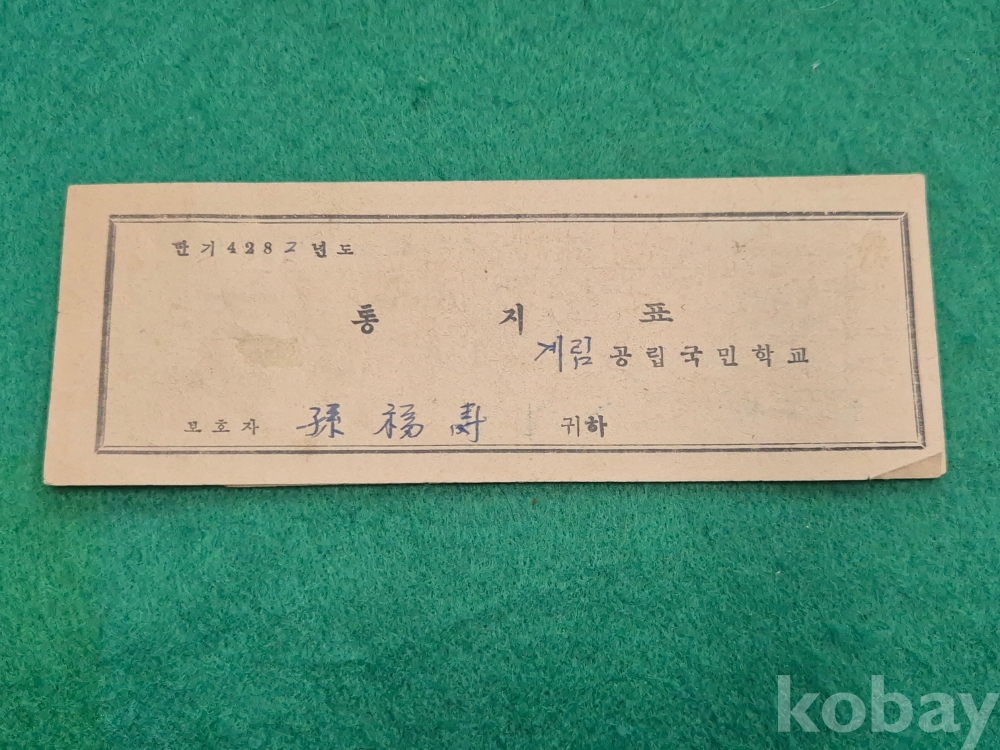 단기4282년도
통지표
계림 공립국민학교
보호자 孫福壽 귀하
kobay